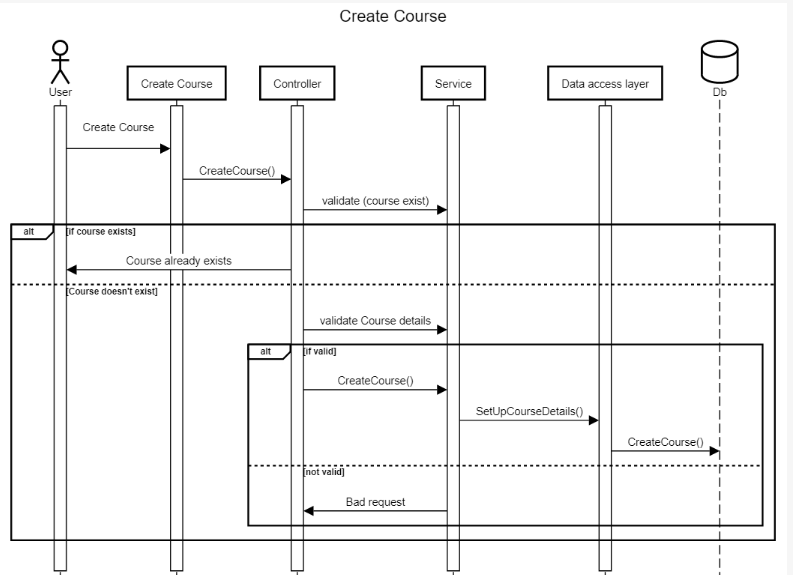 Create Course
User
Create Course
Controller
Service
Data access layer
Db
Create Course
CreateCourse()
validate (course exist)
alt
[if course exists]
Course already exists
[Course doesn't exist]
validate Course details
alt
[if valid]
CreateCourse()
SetUpCourseDetails()
CreateCourse()
[not valid]
Bad request